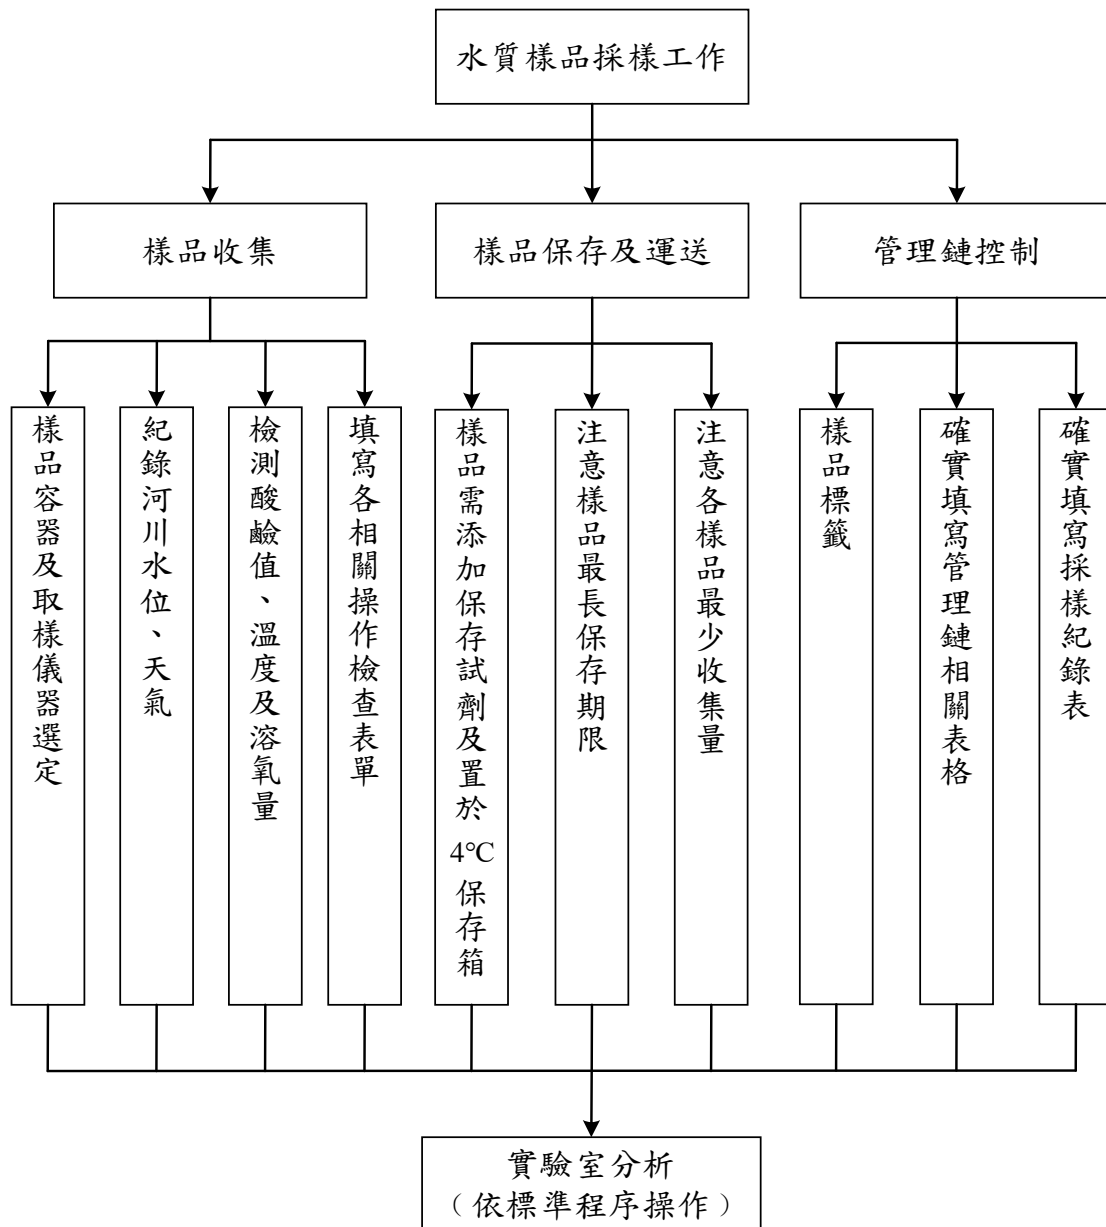 水質樣品採樣工作
樣品收集
樣品保存及運送
管理鏈控制
樣品容器及取樣儀器選定
紀錄河川水位、天氣
檢測酸鹼值、溫度及溶氧量
填寫各相關操作檢查表單
樣品需添加保存試劑及置於4°C保存箱
注意樣品最長保存期限
注意各樣品最少收集量
樣品標籤
確實填寫管理鏈相關表格
確實填寫採樣紀錄表
實驗室分析
（依標準程序操作）